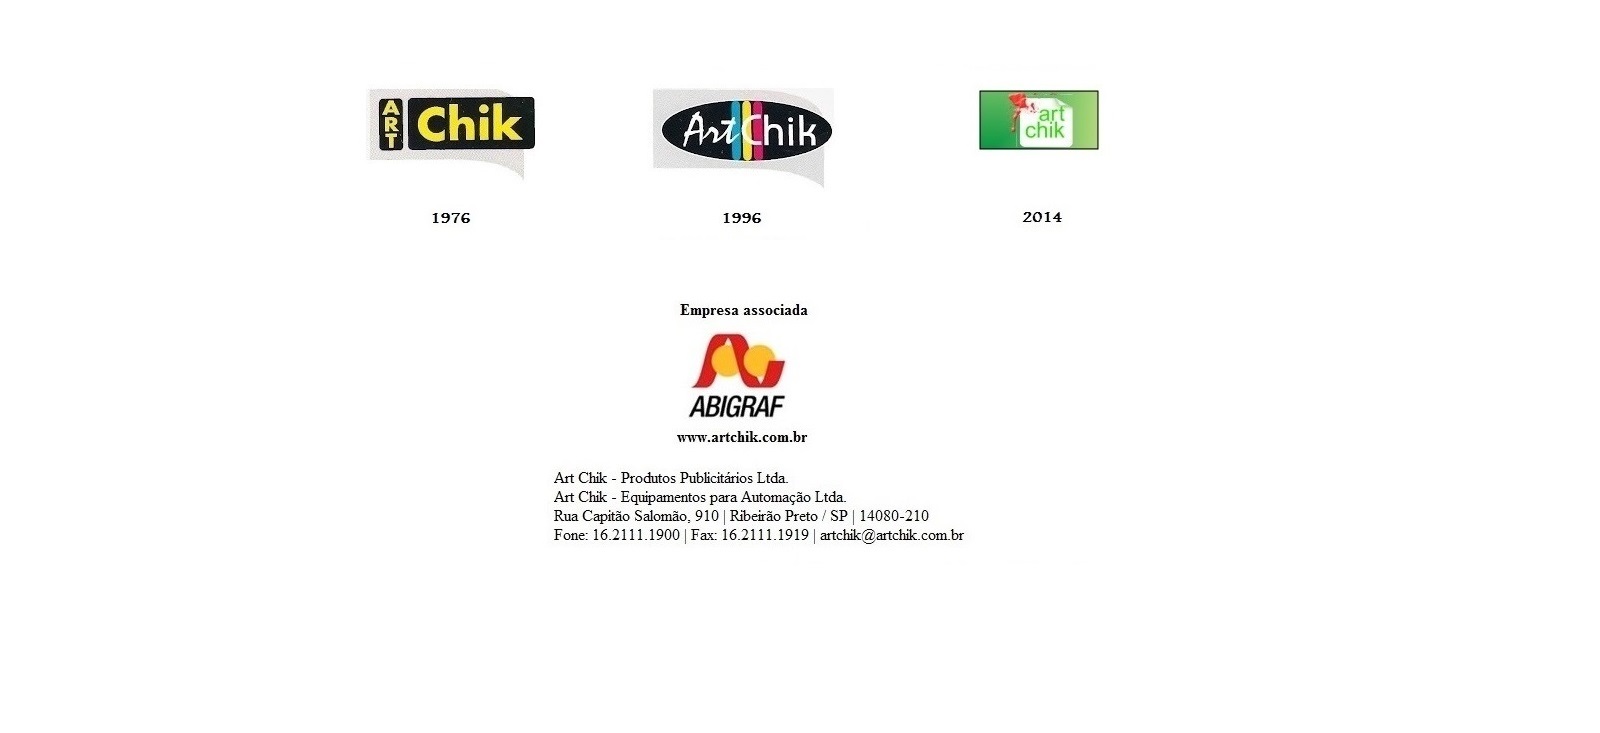 ART Chik
Art Chik
art
chik
1976
1996
2014
Empresa associada
ABIGRAF
www.artchik.com.br
Art Chik - Produtos Publicitários Ltda.
Art Chik - Equipamentos para Automação Ltda.
Rua Capitão Salomão, 910 | Ribeirão Preto / SP | 14080-210
Fone: 16.2111.1900 | Fax: 16.2111.1919 | artchik@artchik.com.br